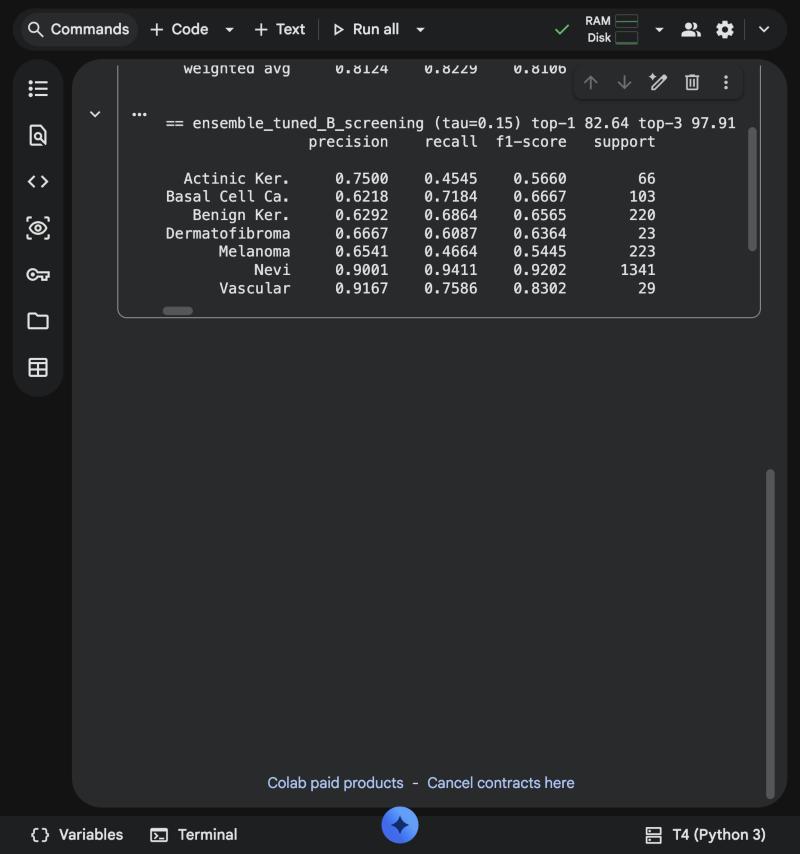 Commands + Code + Text Run all RAM
Disk
weighted avg 0.8124 0.8229 0.8106
== ensemble_tuned_B_screening (tau=0.15) top-1 82.64 top-3 97.91
precision recall f1-score support
Actinic Ker. 0.7500 0.4545 0.5660 66
Basal Cell Ca. 0.6218 0.7184 0.6667 103
Benign Ker. 0.6292 0.6864 0.6565 220
Dermatofibroma 0.6667 0.6087 0.6364 23
Melanoma 0.6541 0.4664 0.5445 223
Nevi 0.9001 0.9411 0.9202 1341
Vascular 0.9167 0.7586 0.8302 29
Colab paid products - Cancel contracts here
Variables Terminal T4 (Python 3)